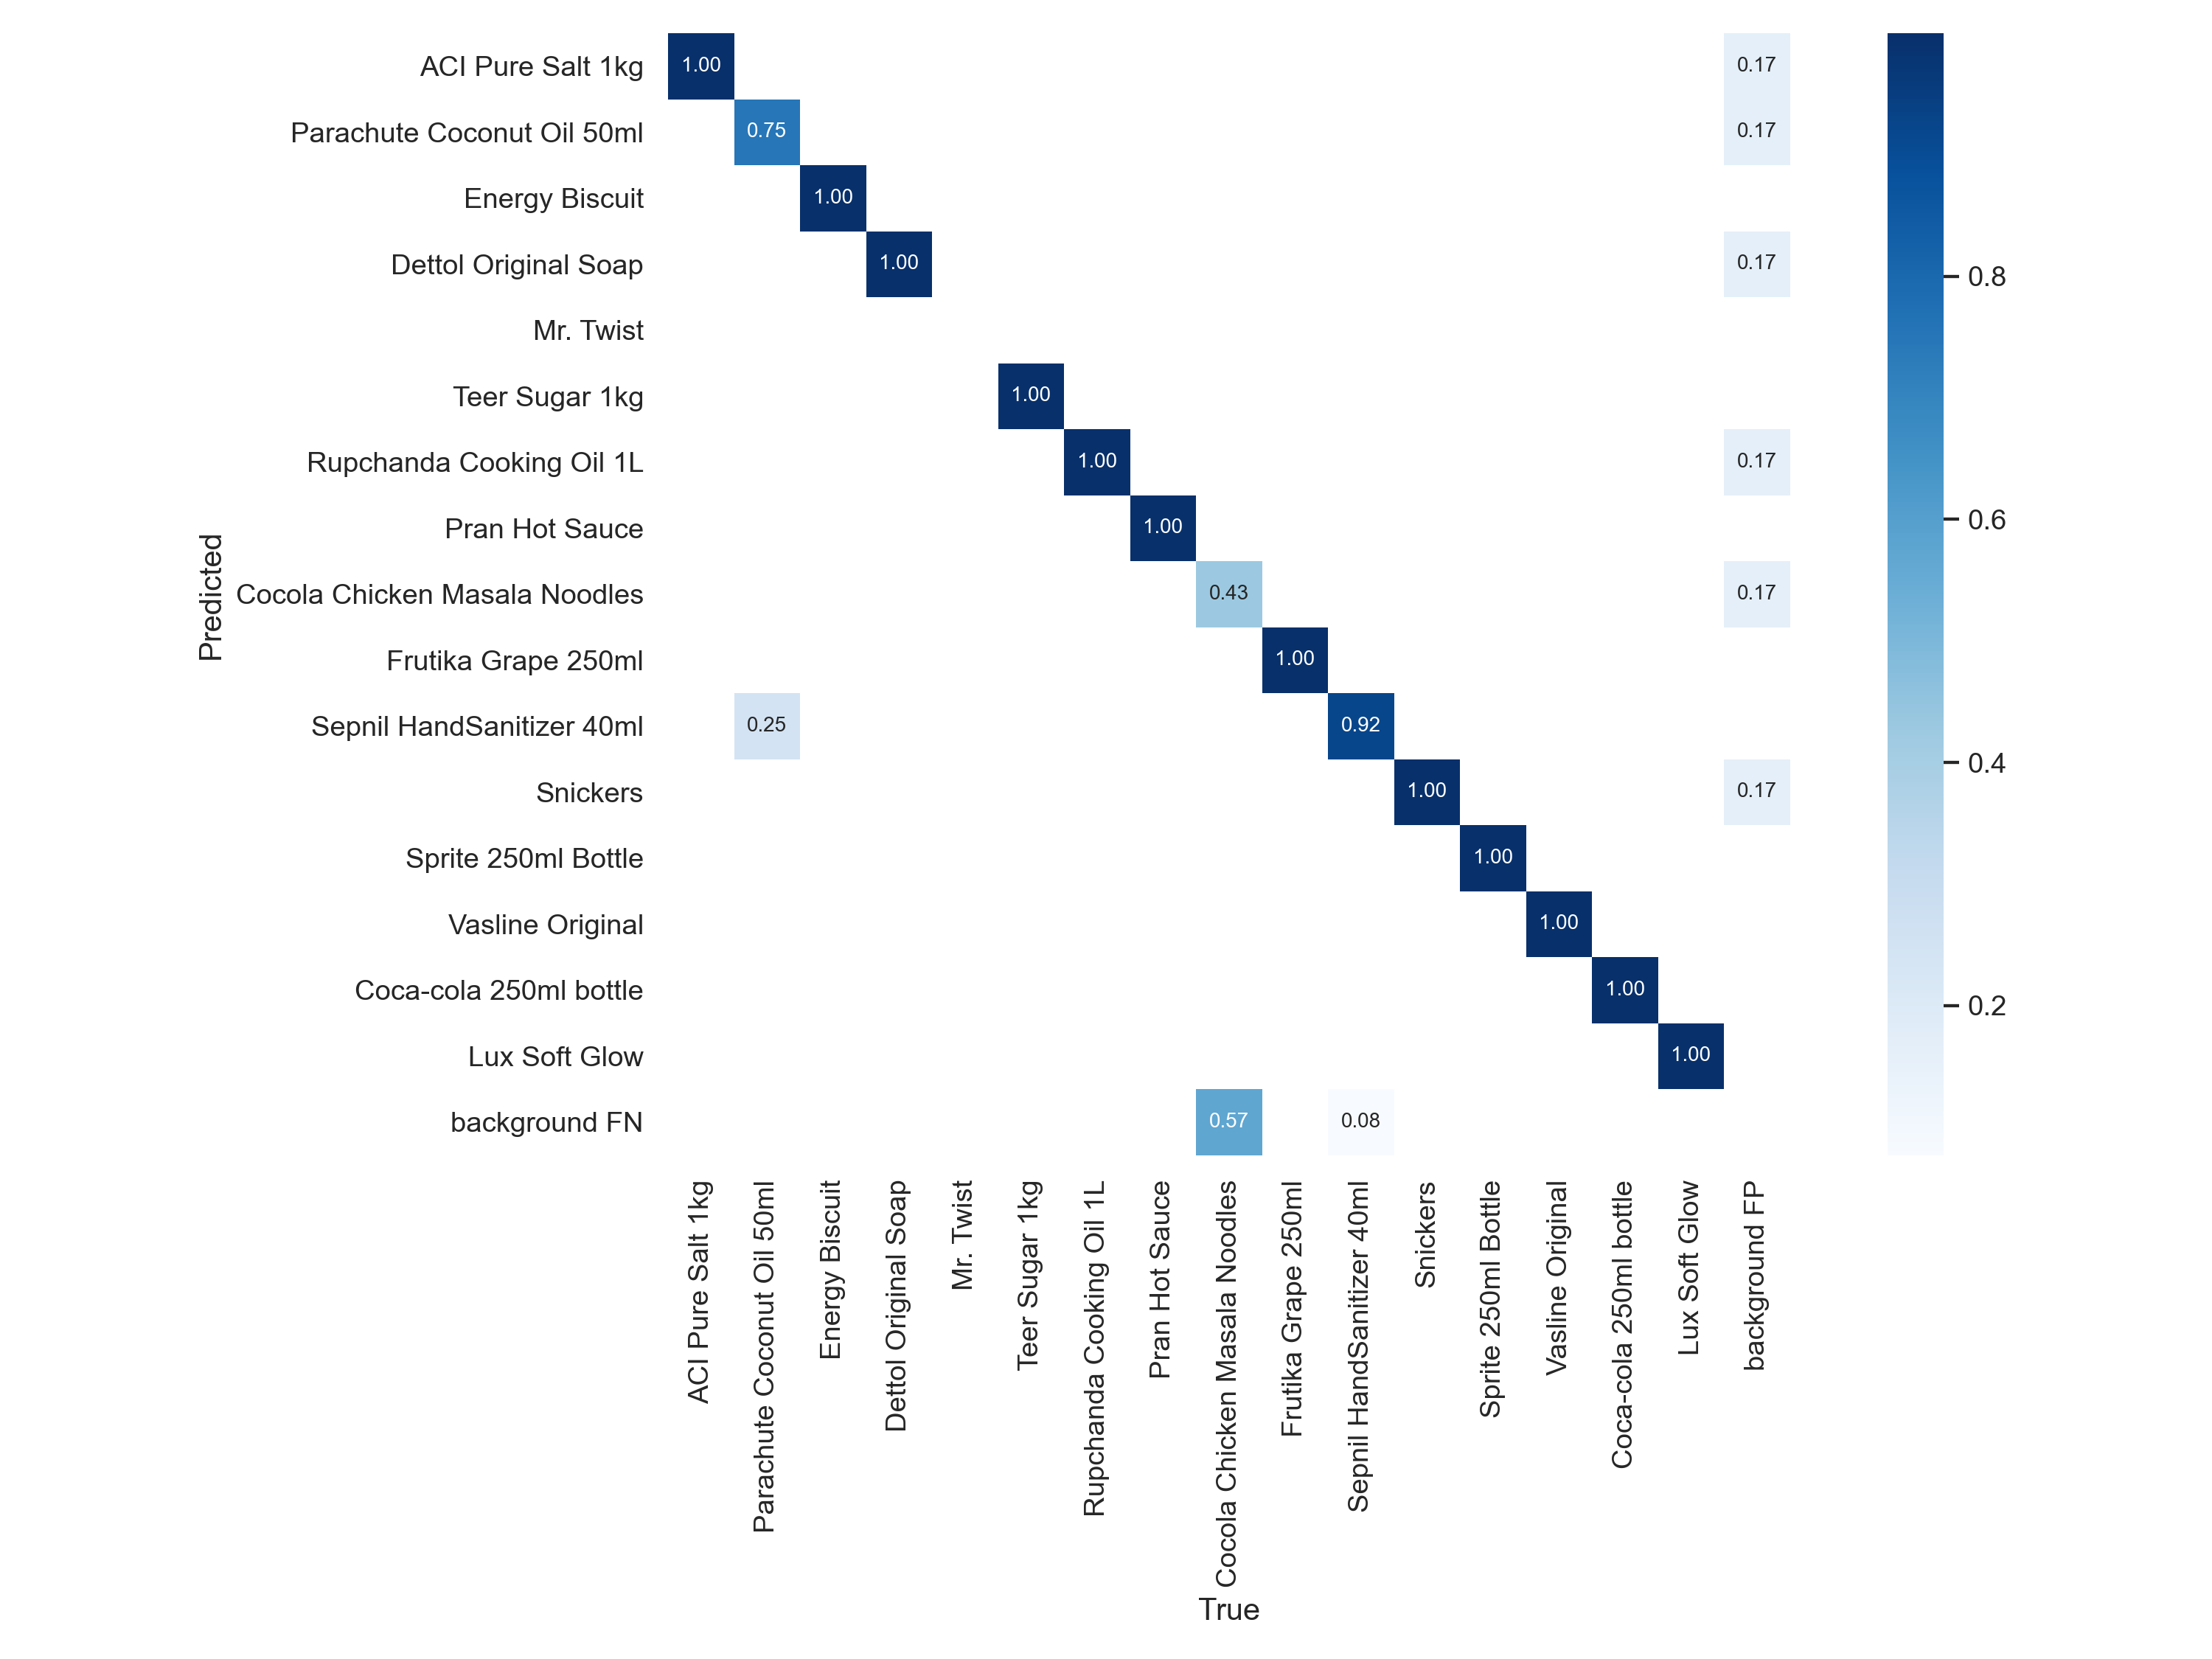 ACI Pure Salt 1kg 1.00 0.17
Parachute Coconut Oil 50ml 0.75 0.17
Energy Biscuit 1.00
Dettol Original Soap 1.00 0.17
0.8
Mr. Twist
Teer Sugar 1kg 1.00
Rupchanda Cooking Oil 1L 1.00 0.17
0.6
Pran Hot Sauce 1.00
Predicted
Cocola Chicken Masala Noodles 0.43 0.17
Frutika Grape 250ml 1.00
Sepnil HandSanitizer 40ml 0.25 0.92
0.4
Snickers 1.00 0.17
Sprite 250ml Bottle 1.00
Vasline Original 1.00
Coca-cola 250ml bottle 1.00
0.2
Lux Soft Glow 1.00
background FN 0.57 0.08
ACI Pure Salt 1kg
Parachute Coconut Oil 50ml
Energy Biscuit
Dettol Original Soap
Mr. Twist
Teer Sugar 1kg
Rupchanda Cooking Oil 1L
Pran Hot Sauce
Cocola Chicken Masala Noodles
Frutika Grape 250ml
Sepnil HandSanitizer 40ml
Snickers
Sprite 250ml Bottle
Vasline Original
Coca-cola 250ml bottle
Lux Soft Glow
background FP
True